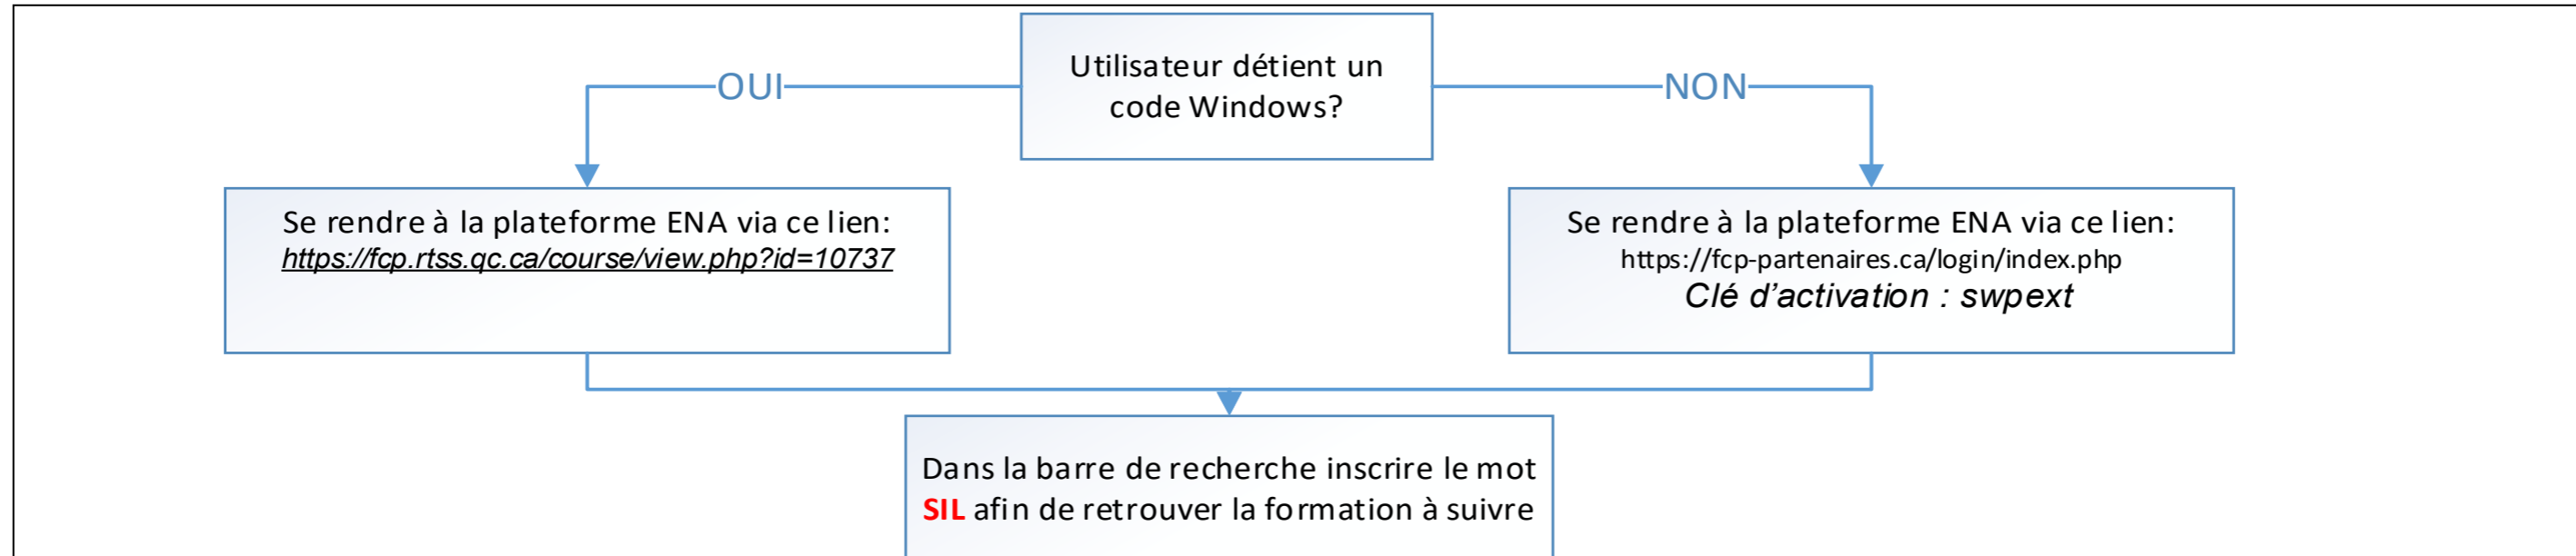 Utilisateur détient un
code Windows?
OUI
NON
Se rendre à la plateforme ENA via ce lien:
https://fcp.rtss.qc.ca/course/view.php?id=10737
Se rendre à la plateforme ENA via ce lien:
https://fcp-partenaires.ca/login/index.php
Clé d'activation : swpext
Dans la barre de recherche inscrire le mot
SIL afin de retrouver la formation à suivre